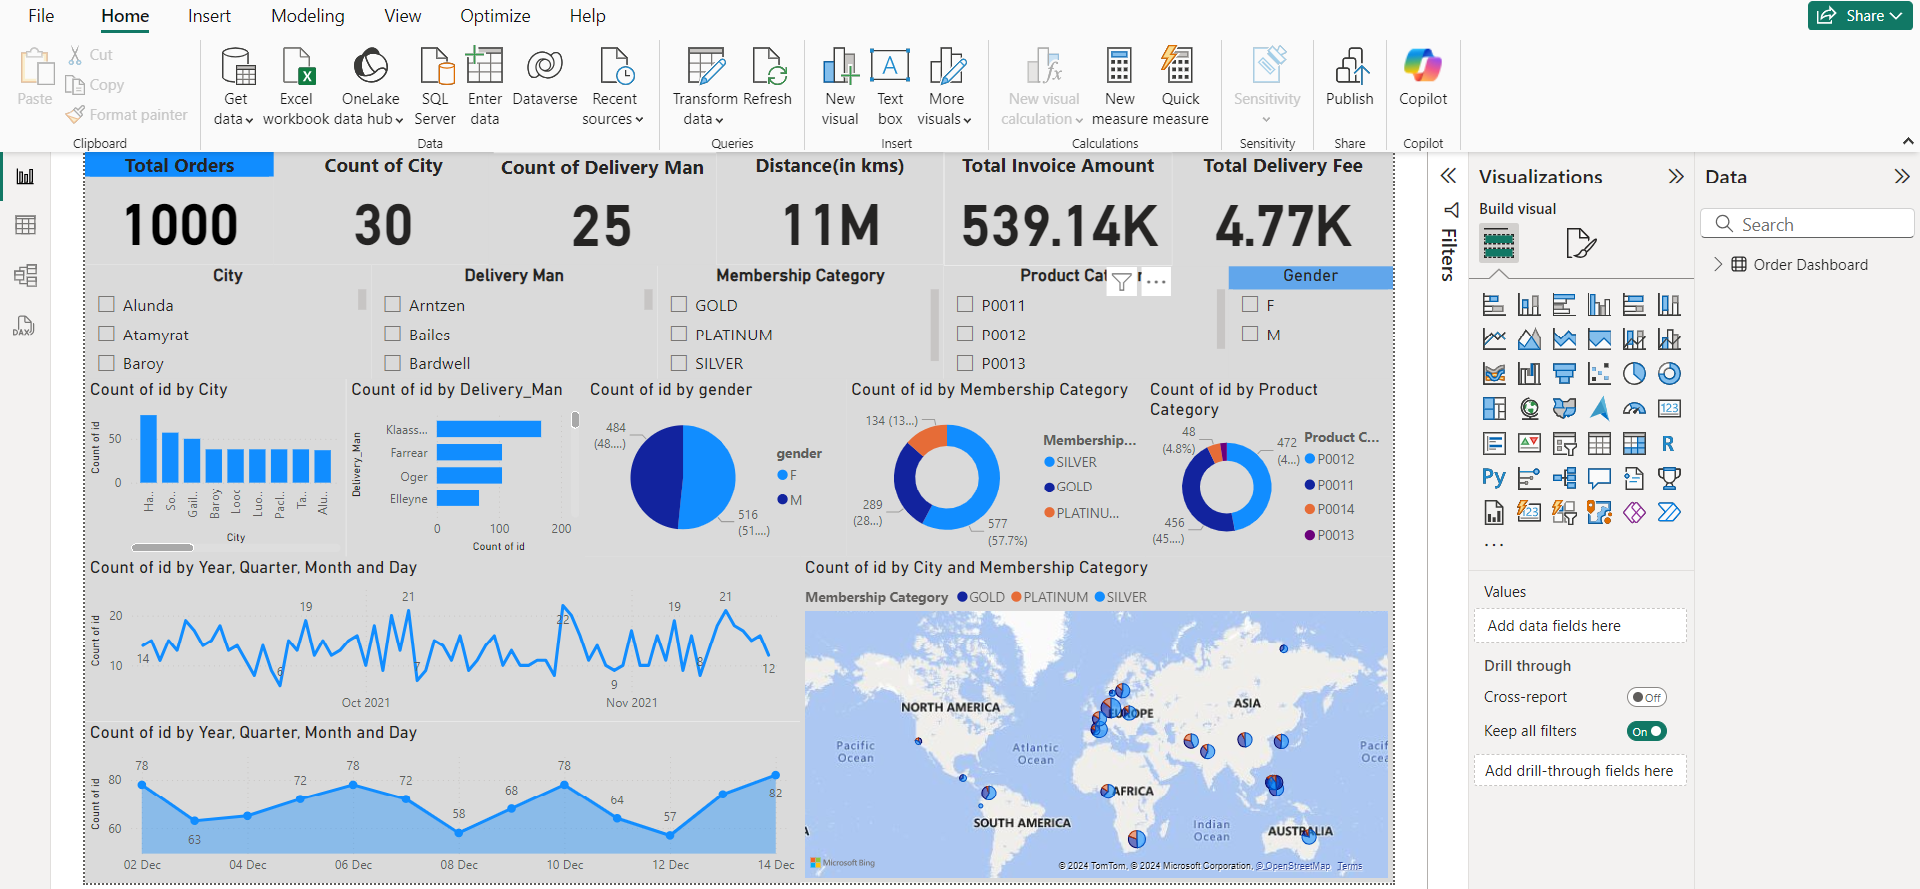 File Home Insert Modeling View Optimize Help Share
Paste
Cut
Copy
Format painter
Clipboard
Get data
Excel workbook
OneLake data hub
SQL Server
Enter data
Dataverse
Recent sources
Data
Transform data
Refresh
Queries
New visual
Text box
More visuals
Insert
New visual calculation
New measure
Quick measure
Calculations
Sensitivity
Sensitivity
Publish
Share
Copilot
Copilot
Total Orders
1000
Count of City
30
Count of Delivery Man
25
Distance(in kms)
11M
Total Invoice Amount
539.14K
Total Delivery Fee
4.77K
City
Alunda
Atamyrat
Baroy
Delivery Man
Arntzen
Bailes
Bardwell
Membership Category
GOLD
PLATINUM
SILVER
Product Cat
P0011
P0012
P0013
Gender
F
M
Count of id by City
Count of id
50
0
Ha..
So..
Gail..
Baroy
Looc
Luo..
Pacl..
Ta..
Alu..
City
Count of id by Delivery_Man
Delivery_Man
Klaass...
Farrear
Oger
Elleyne
0 100 200
Count of id
Count of id by gender
484
(48....)
516
(51....)
gender
F
M
Count of id by Membership Category
134 (13...)
289
(28...)
577
(57.7%)
Membership...
SILVER
GOLD
PLATINU...
Count of id by Product
Category
48
(4.8%)
472
(4...)
456
(45....)
Product C...
P0012
P0011
P0014
P0013
Count of id by Year, Quarter, Month and Day
Count of id
20
10
14
6
19
21
7
22
9
19
8
21
12
Oct 2021 Nov 2021
Count of id by Year, Quarter, Month and Day
Count of id
80
60
78
63
72
78
72
58
68
78
64
57
82
02 Dec 04 Dec 06 Dec 08 Dec 10 Dec 12 Dec 14 Dec
Count of id by City and Membership Category
Membership Category GOLD PLATINUM SILVER
NORTH AMERICA
EUROPE
ASIA
Pacific
Ocean
Atlantic
Ocean
Pacif
Ocea
AFRICA
SOUTH AMERICA
Indian
Ocean
AUSTRALIA
A
Microsoft Bing
© 2024 TomTom, © 2024 Microsoft Corporation, © OpenStreetMap Terms
Filters
Visualizations
Build visual
123
R
Py
123
...
Values
Add data fields here
Drill through
Cross-report Off
Keep all filters On
Add drill-through fields here
Data
Search
Order Dashboard
DAX